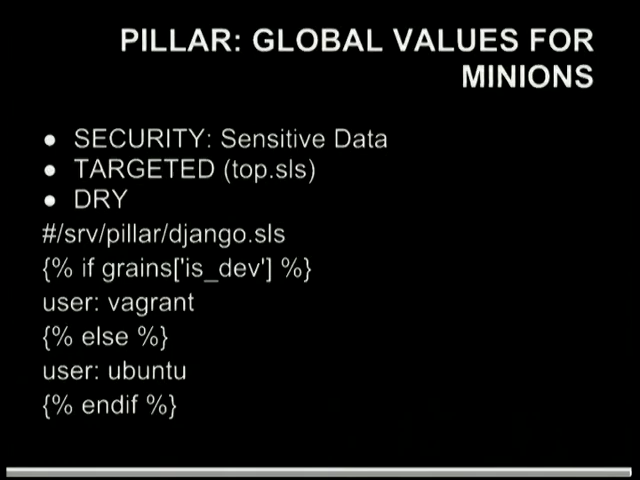 PILLAR: GLOBAL VALUES FOR
MINIONS
● SECURITY: Sensitive Data
● TARGETED (top.sls)
● DRY
#/srv/pillar/django.sls
{% if grains['is_dev'] %}
user: vagrant
{% else %}
user: ubuntu
{% endif %}